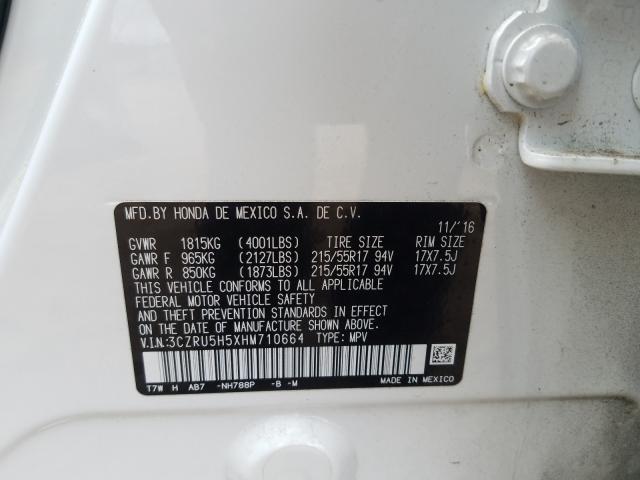 MFD.BY HONDA DE MEXICO S.A. DE C.V.
11/'16
GVWR 1815KG (4001LBS) TIRE SIZE RIM SIZE
GAWR F 965KG (2127LBS) 215/55R17 94V 17X7.5J
GAWR R 850KG (1873LBS) 215/55R17 94V 17X7.5J
THIS VEHICLE CONFORMS TO ALL APPLICABLE
FEDERAL MOTOR VEHICLE SAFETY
AND THEFT PREVENTION STANDARDS IN EFFECT
ON THE DATE OF MANUFACTURE SHOWN ABOVE.
V.I.N:3CZRU5H5XHM710664 TYPE: MPV
T7W H AB7 -NH788P -B -M
MADE IN MEXICO